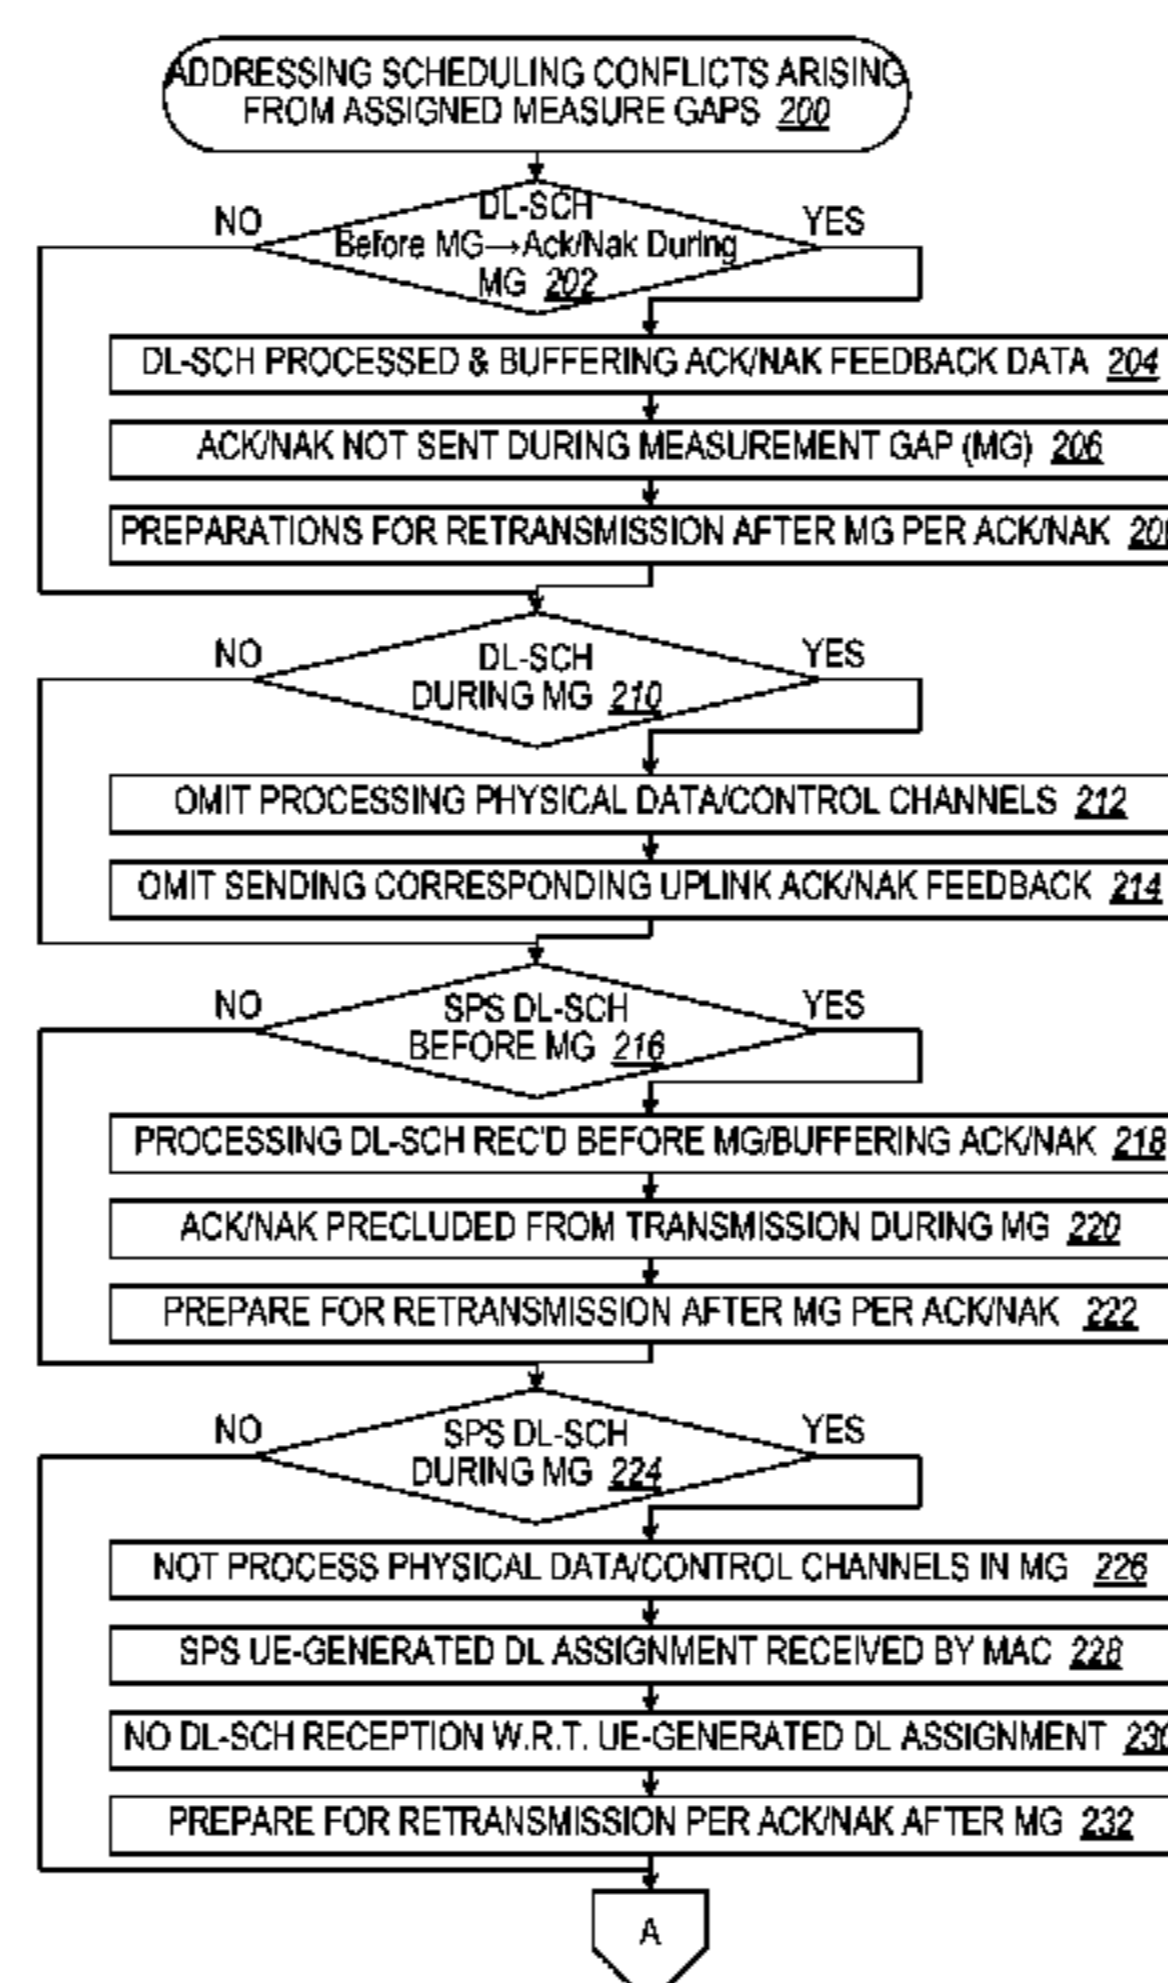 ADDRESSING SCHEDULING CONFLICTS ARISING
FROM ASSIGNED MEASURE GAPS 200
DL-SCH
NO
YES
Before MG→Ack/Nak During
MG 202
DL-SCH PROCESSED & BUFFERING ACK/NAK FEEDBACK DATA 204
ACK/NAK NOT SENT DURING MEASUREMENT GAP (MG) 206
PREPARATIONS FOR RETRANSMISSION AFTER MG PER ACK/NAK
NO
DL-SCH
YES
DURING MG 210
OMIT PROCESSING PHYSICAL DATA/CONTROL CHANNELS 212
OMIT SENDING CORRESPONDING UPLINK ACK/NAK FEEDBACK 214
NO
SPS DL-SCH
YES
BEFORE MG 216
PROCESSING DL-SCH REC'D BEFORE MG/BUFFERING ACK/NAK 218
ACK/NAK PRECLUDED FROM TRANSMISSION DURING MG 220
PREPARE FOR RETRANSMISSION AFTER MG PER ACK/NAK 222
NO
SPS DL-SCH
YES
DURING MG 224
NOT PROCESS PHYSICAL DATA/CONTROL CHANNELS IN MG 226
SPS UE-GENERATED DL ASSIGNMENT RECEIVED BY MAC 228
NO DL-SCH RECEPTION W.R.T. UE-GENERATED DL ASSIGNMENT 230
PREPARE FOR RETRANSMISSION PER ACK/NAK AFTER MG 232
A